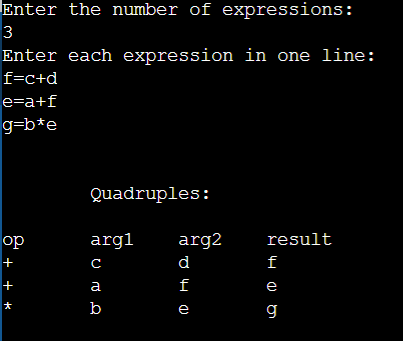 Enter the number of expressions:
3
Enter each expression in one line:
f=c+d
e=a+f
g=b*e
Quadruples:
op arg1 arg2 result
+ c d f
+ a f e
* b e g